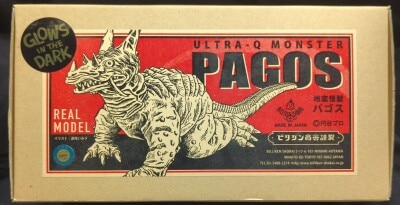 GLOWS
IN THE
DARK
ULTRA-Q MONSTER
PAGOS
REAL
MODEL
地底怪獣
パゴス
MADE IN JAPAN
©円谷プロ
ビリケン商会謹製